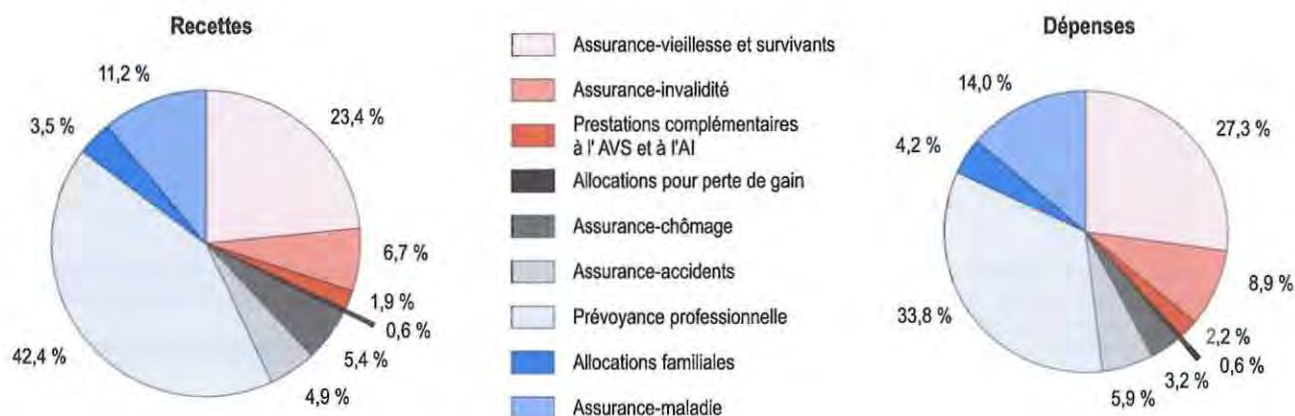 Recettes
11,2 %
3,5 %
23,4 %
6,7 %
1,9 %
0,6 %
5,4 %
4,9 %
42,4 %
Assurance-vieillesse et survivants
Assurance-invalidité
Prestations complémentaires
à l' AVS et à l'AI
Allocations pour perte de gain
Assurance-chômage
Assurance-accidents
Prévoyance professionnelle
Allocations familiales
Assurance-maladie
Dépenses
14,0 %
4,2 %
27,3 %
8,9 %
2,2 %
0,6 %
3,2 %
5,9 %
33,8 %